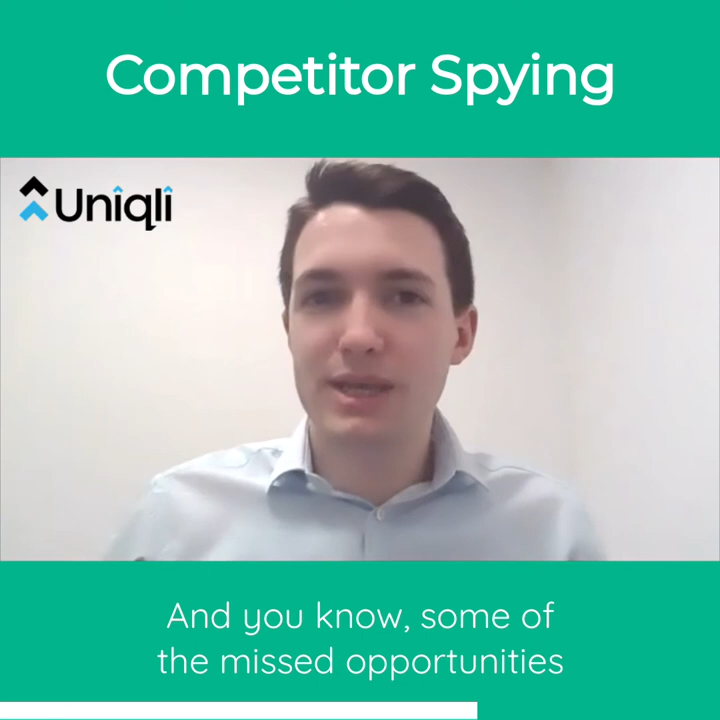 Competitor Spying
Uniqli
And you know, some of
the missed opportunities